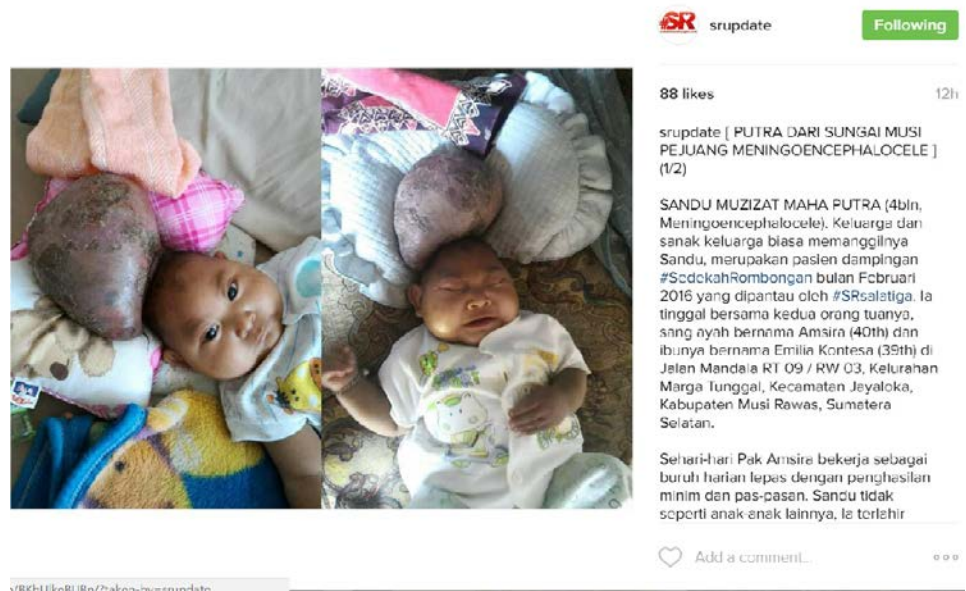 #SR
srupdate
Following
88 likes
12h
srupdate [ PUTRA DARI SUNGAI MUSI
PEJUANG MENINGOENCEPHALOCELE ]
(1/2)
SANDU MUZIZAT MAHA PUTRA (4bln,
Meningoencephalocele). Keluarga dan
sanak keluarga biasa memanggilnya
Sandu, merupakan pasien dampingan
#SedekahRombongan bulan Februari
2016 yang dipantau oleh #SRsalatiga. Ia
tinggal bersama kedua orang tuanya,
sang ayah bernama Amsira (40th) dan
ibunya bernama Emilia Kontesa (39th) di
Jalan Mandala RT 09 / RW 03, Kelurahan
Marga Tunggal, Kecamatan Jayaloka,
Kabupaten Musi Rawas, Sumatera
Selatan.
Sehari-hari Pak Amsira bekerja sebagai
buruh harian lepas dengan penghasilan
minim dan pas-pasan. Sandu tidak
seperti anak-anak lainnya, Ia terlahir
Add a comment...